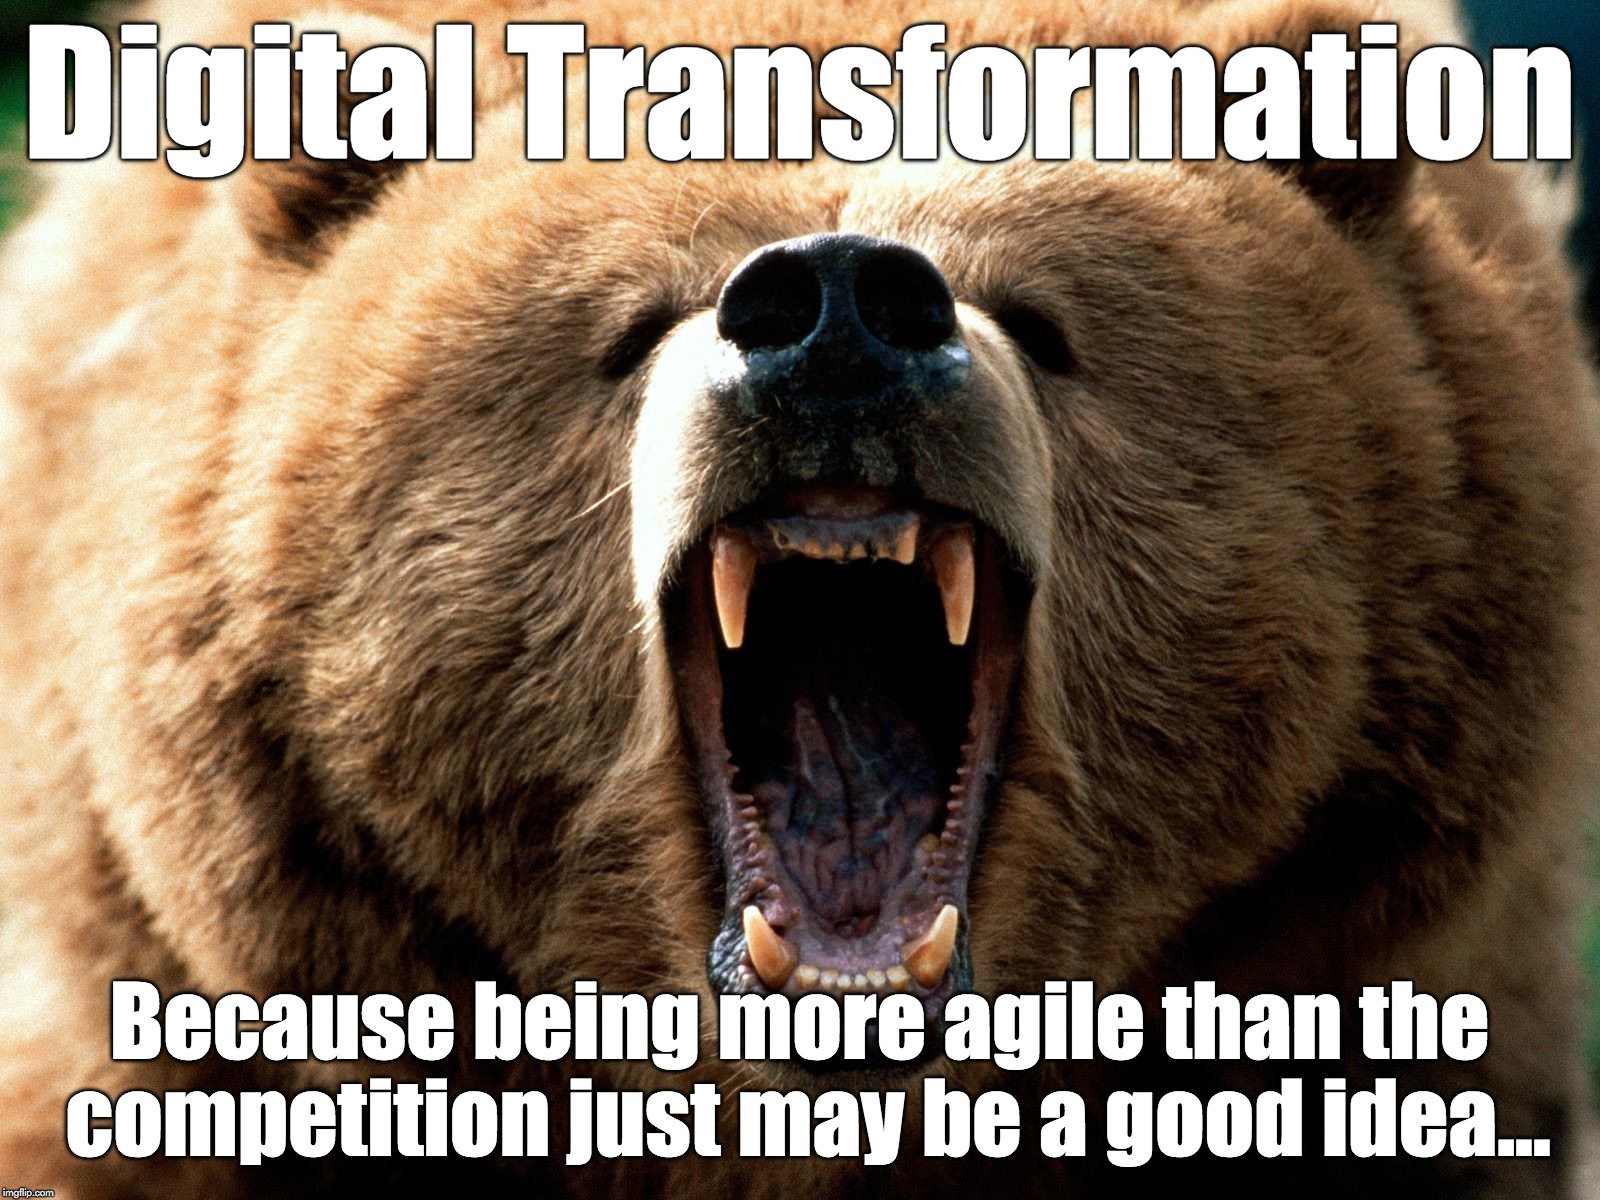 Digital Transformation
Because being more agile than the
competition just may be a good idea...
imgflip.com